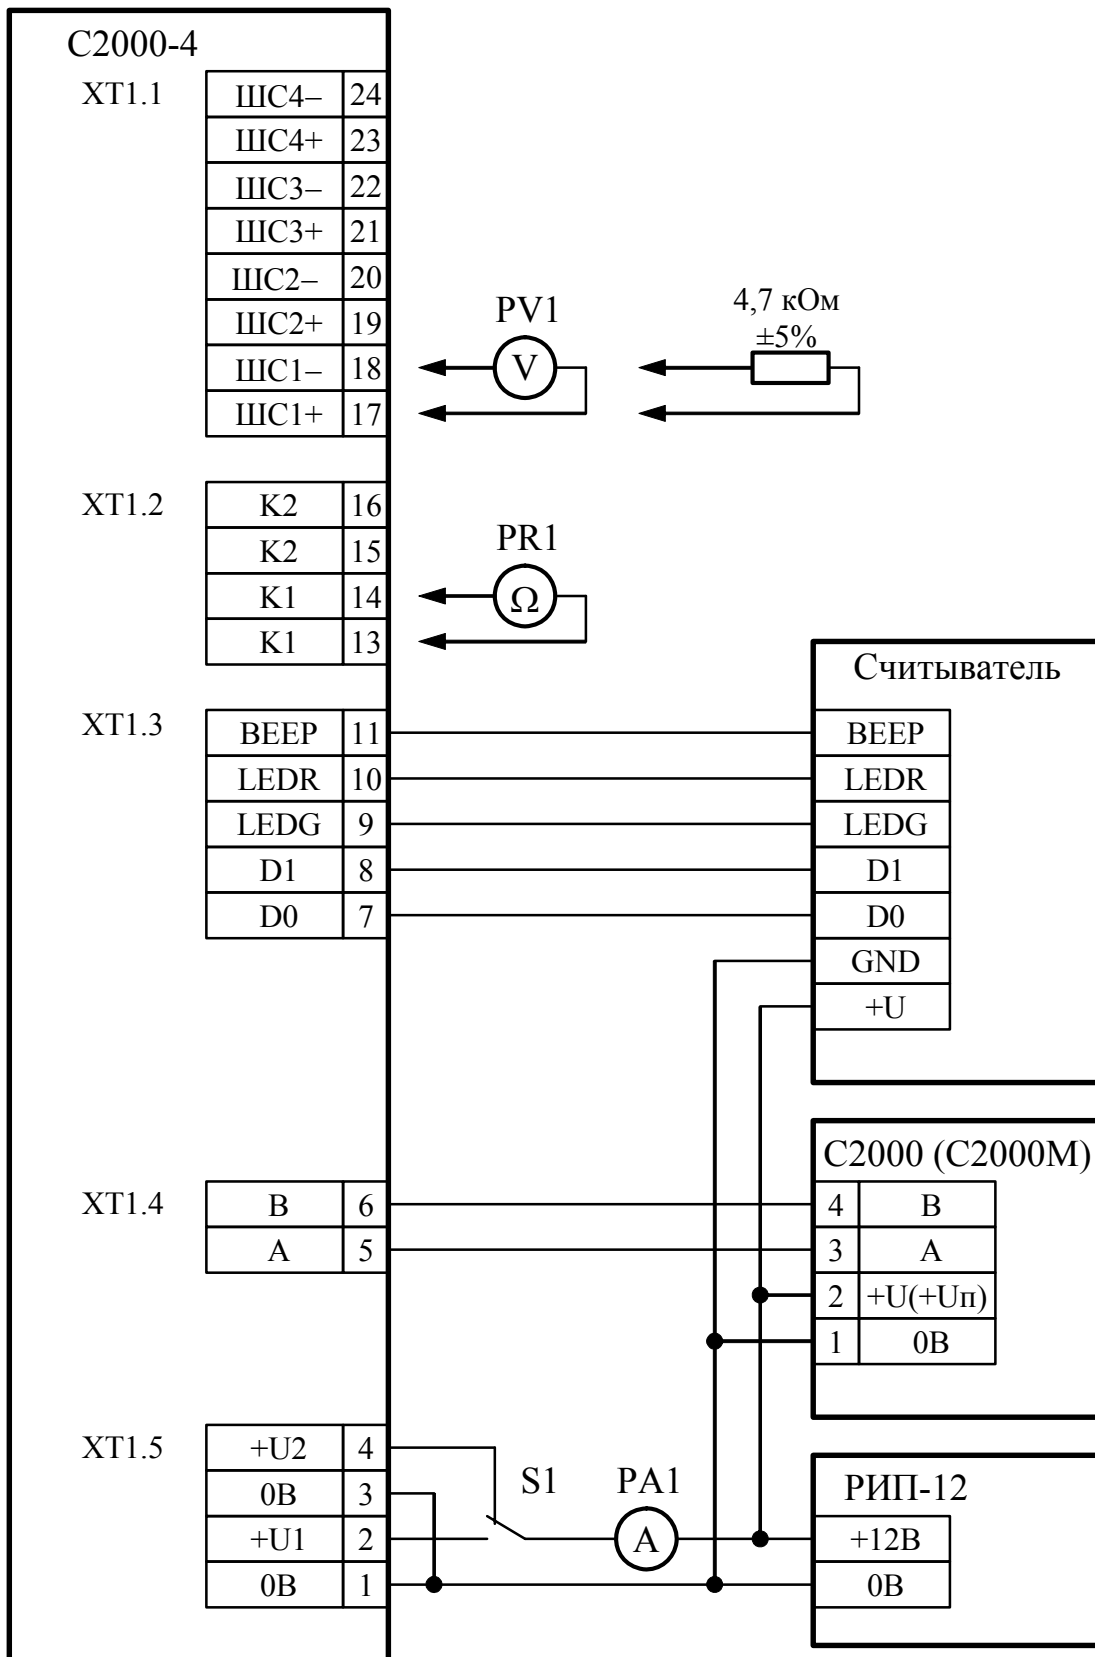 С2000-4
XT1.1
ШС4– 24
ШС4+ 23
ШС3– 22
ШС3+ 21
ШС2– 20
ШС2+ 19
ШС1– 18
ШС1+ 17
PV1
V
4,7 кОм
±5%
XT1.2
K2 16
K2 15
K1 14
K1 13
PR1
Ω
XT1.3
BEEP 11
LEDR 10
LEDG 9
D1 8
D0 7
Считыватель
BEEP
LEDR
LEDG
D1
D0
GND
+U
XT1.4
B 6
A 5
С2000 (С2000М)
4 B
3 A
2 +U(+Uп)
1 0В
XT1.5
+U2 4
0В 3
+U1 2
0В 1
S1
PA1
A
РИП-12
+12В
0В